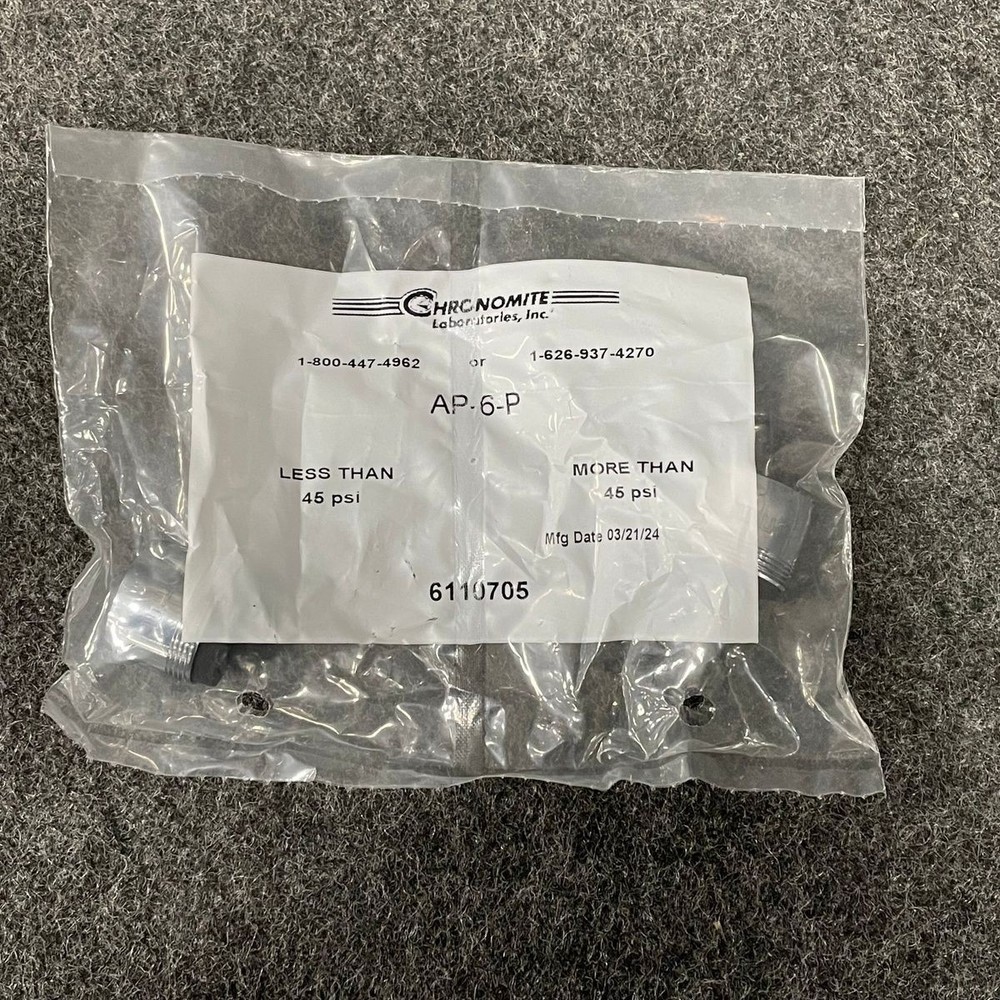 CHRONOMITE
Laboratories, Inc.
1-800-447-4962 or 1-626-937-4270
AP-6-P
LESS THAN MORE THAN
45 psi 45 psi
Mfg Date 03/21/24
6110705